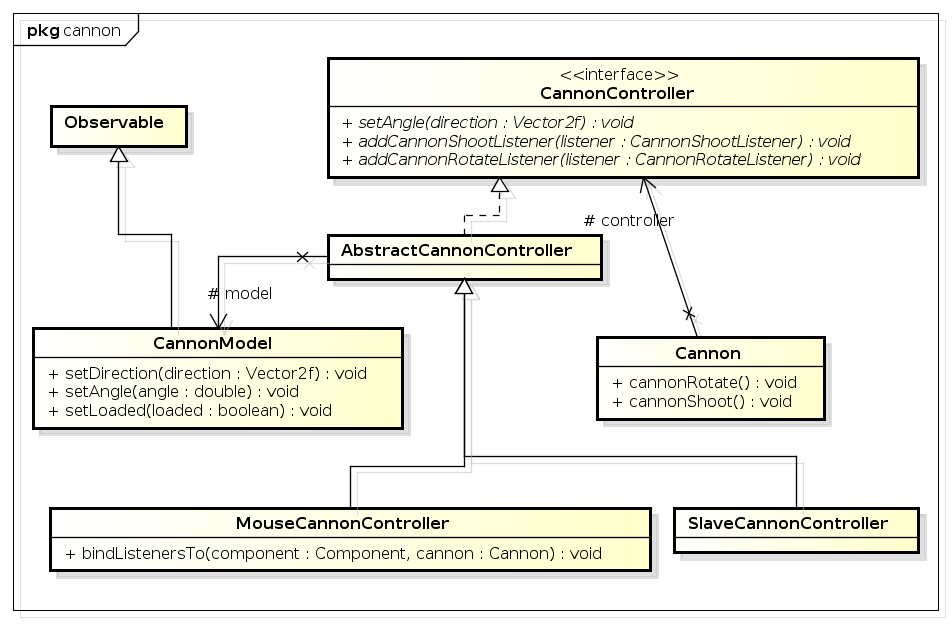 pkg cannon
<<interface>>
CannonController
+ setAngle(direction : Vector2f) : void
+ addCannonShootListener(listener : CannonShootListener) : void
+ addCannonRotateListener(listener : CannonRotateListener) : void
Observable
# controller
AbstractCannonController
# model
CannonModel
+ setDirection(direction : Vector2f) : void
+ setAngle(angle : double) : void
+ setLoaded(loaded : boolean) : void
Cannon
+ cannonRotate() : void
+ cannonShoot() : void
MouseCannonController
+ bindListenersTo(component : Component, cannon : Cannon) : void
SlaveCannonController